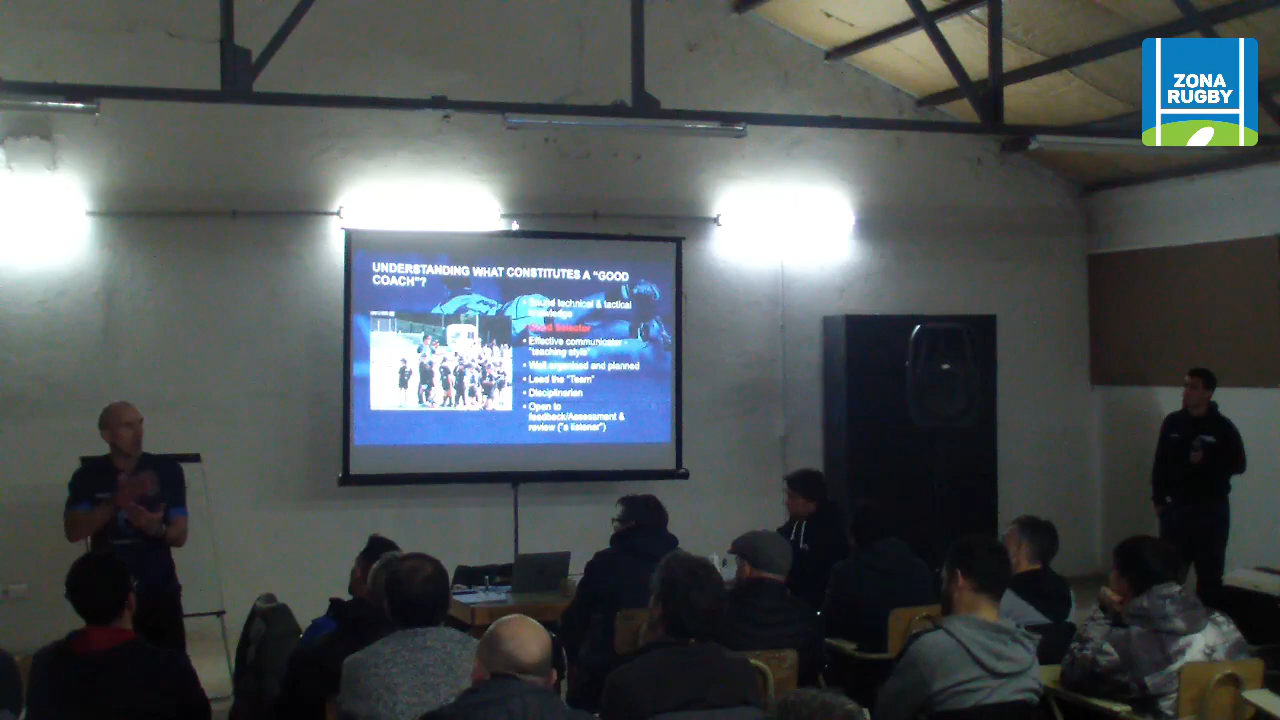 ZONA
RUGBY
UNDERSTANDING WHAT CONSTITUTES A "GOOD
COACH"?
• Sound technical & tactical
knowledge
• Good Selector
• Effective communicator -
"teaching style"
• Well organised and planned
• Lead the "Team"
• Disciplinarian
• Open to
feedback/Assessment &
review ("a listener")